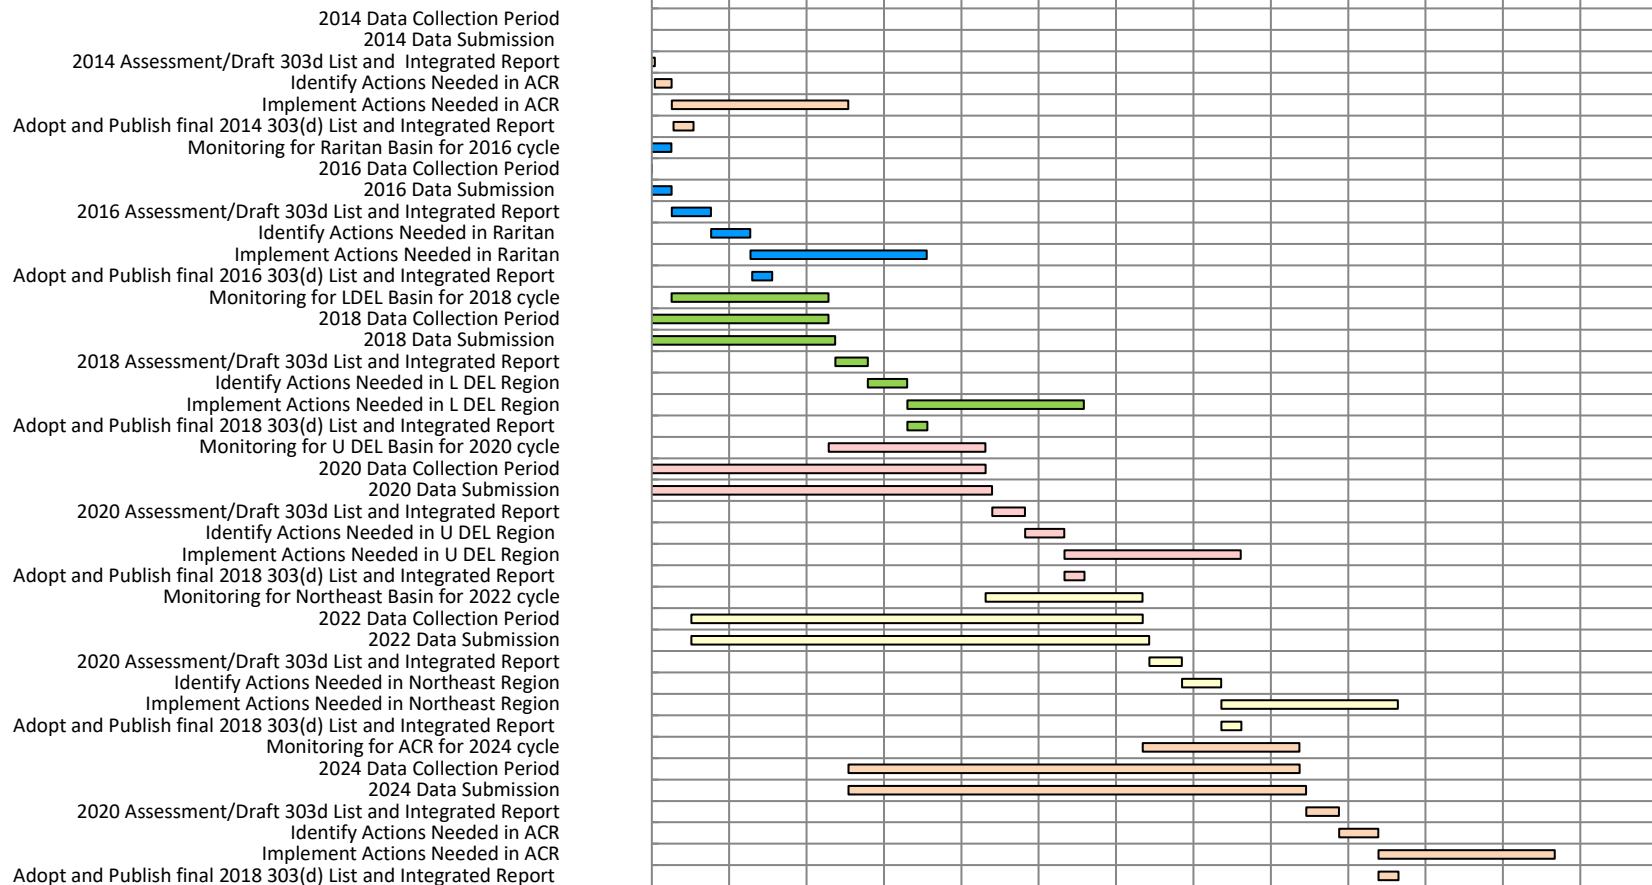 2014 Data Collection Period
2014 Data Submission
2014 Assessment/Draft 303d List and  Integrated Report
Identify Actions Needed in ACR
Implement Actions Needed in ACR
Adopt and Publish final 2014 303(d) List and Integrated Report
Monitoring for Raritan Basin for 2016 cycle
2016 Data Collection Period
2016 Data Submission
2016 Assessment/Draft 303d List and Integrated Report
Identify Actions Needed in Raritan
Implement Actions Needed in Raritan
Adopt and Publish final 2016 303(d) List and Integrated Report
Monitoring for LDEL Basin for 2018 cycle
2018 Data Collection Period
2018 Data Submission
2018 Assessment/Draft 303d List and Integrated Report
Identify Actions Needed in L DEL Region
Implement Actions Needed in L DEL Region
Adopt and Publish final 2018 303(d) List and Integrated Report
Monitoring for U DEL Basin for 2020 cycle
2020 Data Collection Period
2020 Data Submission
2020 Assessment/Draft 303d List and Integrated Report
Identify Actions Needed in U DEL Region
Implement Actions Needed in U DEL Region
Adopt and Publish final 2018 303(d) List and Integrated Report
Monitoring for Northeast Basin for 2022 cycle
2022 Data Collection Period
2022 Data Submission
2020 Assessment/Draft 303d List and Integrated Report
Identify Actions Needed in Northeast Region
Implement Actions Needed in Northeast Region
Adopt and Publish final 2018 303(d) List and Integrated Report
Monitoring for ACR for 2024 cycle
2024 Data Collection Period
2024 Data Submission
2020 Assessment/Draft 303d List and Integrated Report
Identify Actions Needed in ACR
Implement Actions Needed in ACR
Adopt and Publish final 2018 303(d) List and Integrated Report